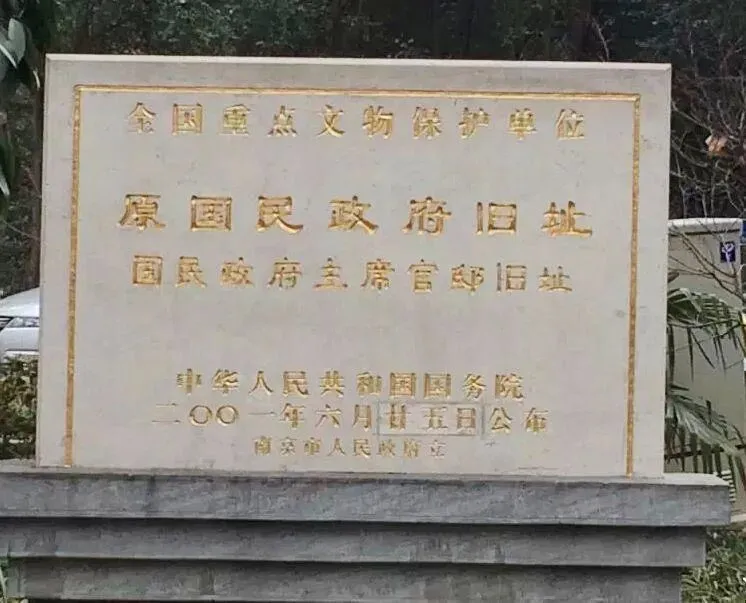 全国重点文物保护单位
原国民政府旧址
国民政府主席官邸旧址
中华人民共和国国务院
二〇〇一年六月廿五日公布
南京市人民政府立